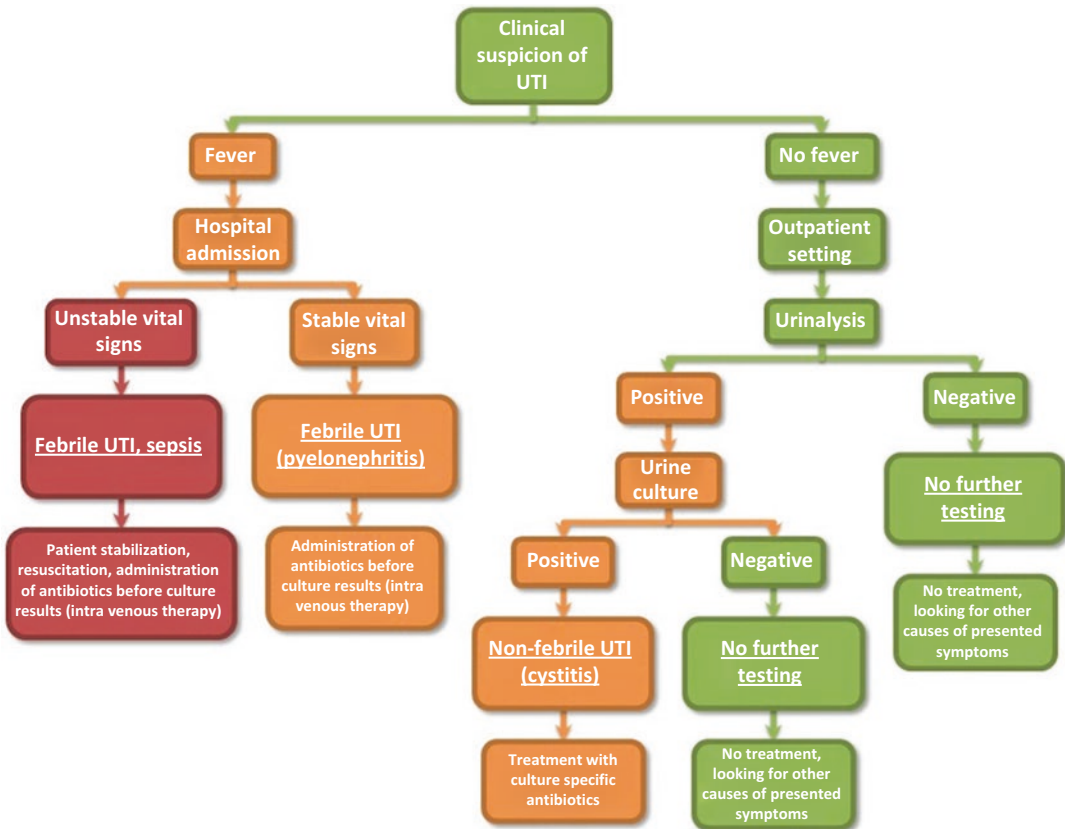 Clinical
suspicion of
UTI
Fever
No fever
Hospital
admission
Outpatient
setting
Unstable vital
signs
Stable vital
signs
Urinalysis
Positive
Negative
Febrile UTI, sepsis
Febrile UTI
(pyelonephritis)
Urine
culture
No further
testing
Patient stabilization,
resuscitation, administration
of antibiotics before culture
results (intra venous therapy)
Administration of
antibiotics before
culture results (intra
venous therapy)
Positive
Negative
No treatment,
looking for other
causes of presented
symptoms
Non-febrile UTI
(cystitis)
No further
testing
Treatment with
culture specific
antibiotics
No treatment,
looking for other
causes of presented
symptoms